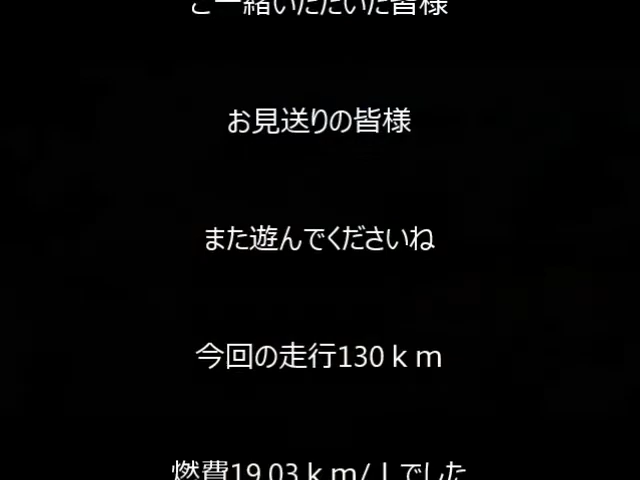 ご一緒いただいた皆様
お見送りの皆様
また遊んでくださいね
今回の走行130ｋｍ
燃費19.03ｋｍ/ｌでした